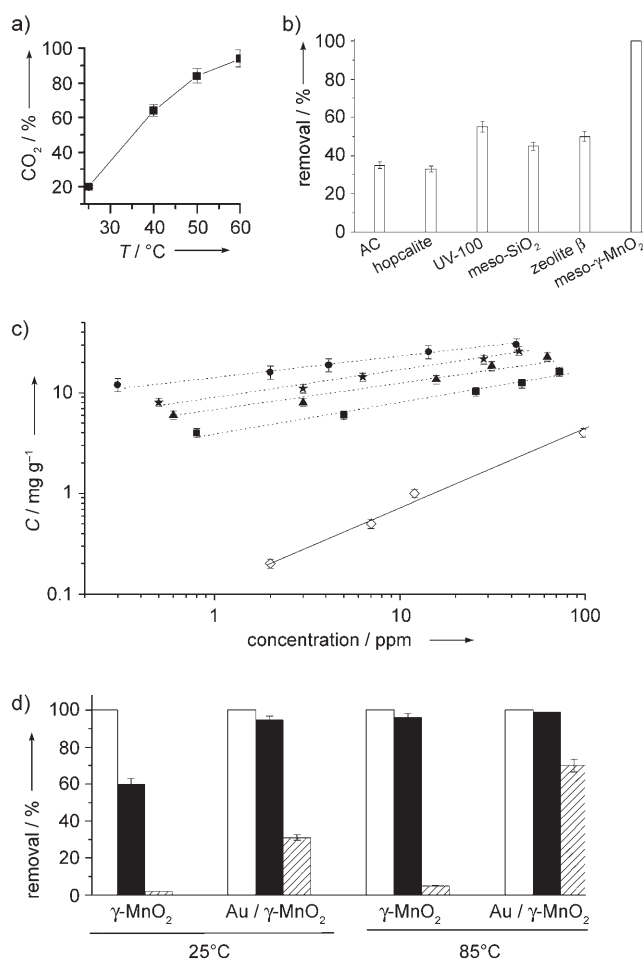 a)
100
80
60
40
20
CO₂ / %
30 40 50 60
T / °C
b)
100
80
60
40
20
0
removal / %
AC
hopcalite
UV-100
meso-SiO₂
zeolite β
meso-γ-MnO₂
c)
10
1
0.1
C / mg g⁻¹
1 10 100
concentration / ppm
d)
100
80
60
40
20
0
removal / %
γ-MnO₂ Au / γ-MnO₂ γ-MnO₂ Au / γ-MnO₂
25°C 85°C